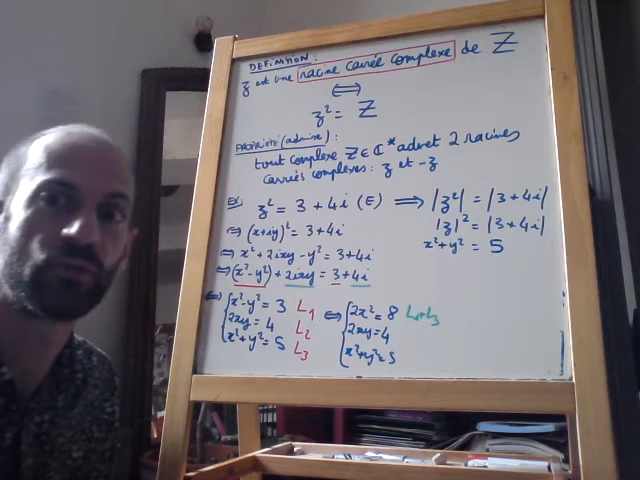 DEFINITION :
z est une racine carrée complexe de Z
⟺
z² = Z
PROPRIETE (admise) :
tout complexe Z ∈ ℂ* admet 2 racines
carrées complexes : z et -z
Ex z² = 3 + 4i (E) ⟹ |z²| = |3 + 4i|
|z|² = |3 + 4i|
⟺ (x+iy)² = 3+4i
x² + y² = 5
⟺ x² + 2ixy - y² = 3+4i
⟺ (x² - y²) + 2ixy = 3 + 4i
⟺ { x² - y² = 3 L₁ ⟺ { 2x² = 8 L₁+L₃
2xy = 4 L₂ 2xy = 4
x² + y² = 5 L₃ x² + y² = 5